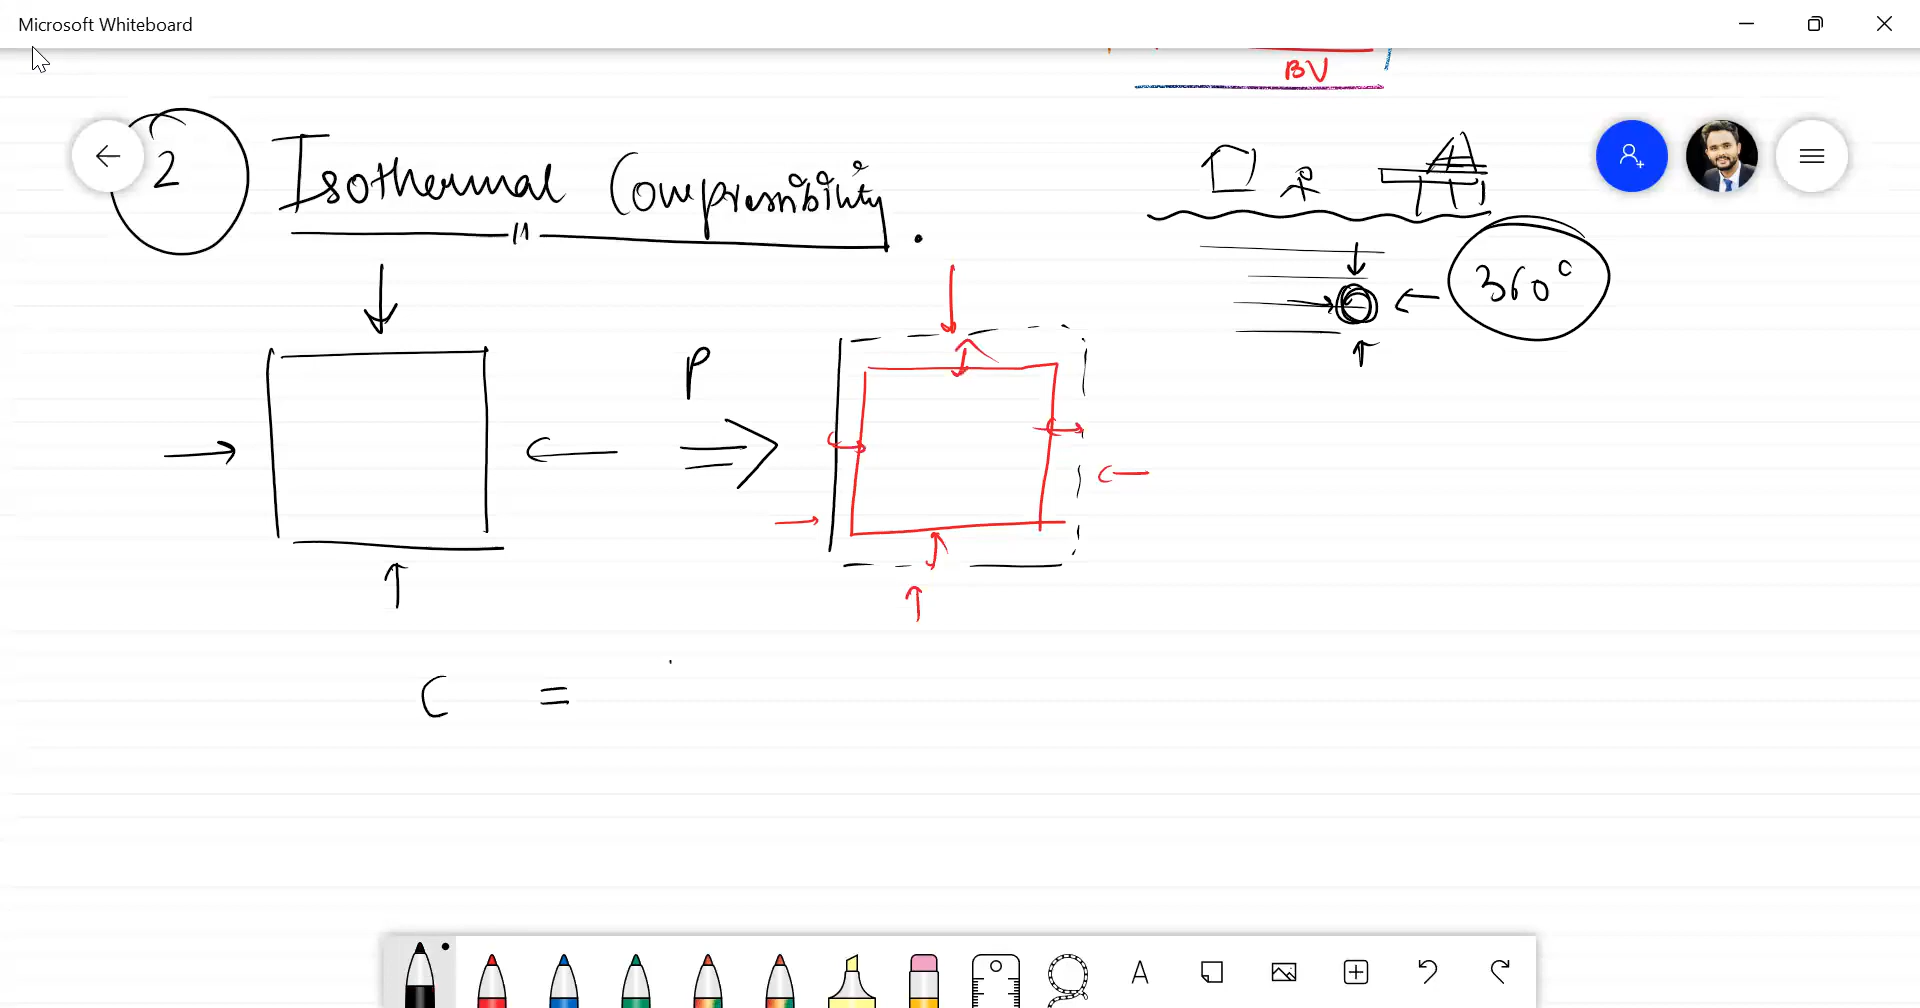 Microsoft Whiteboard
BV
2 Isothermal Compressibility.
360°
P
C =
A